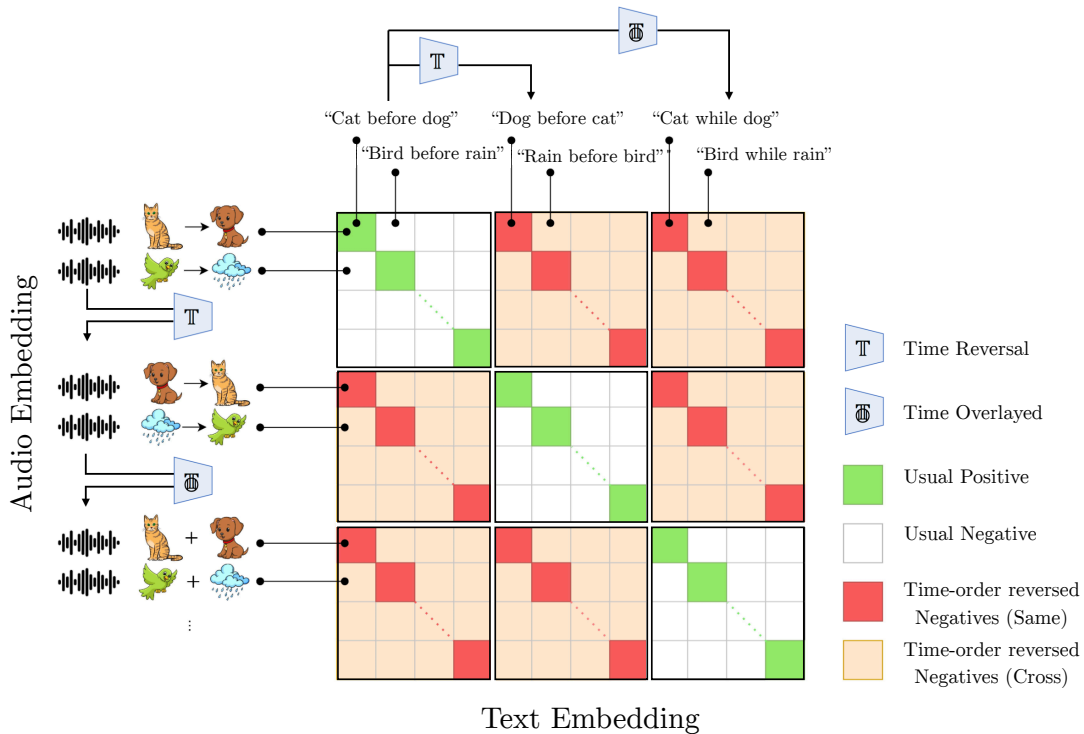 𝕋
𝕋
“Cat before dog” “Dog before cat” “Cat while dog”
“Bird before rain” “Rain before bird” “Bird while rain”
Audio Embedding
𝕋
𝕋
+
+
...
𝕋 Time Reversal
Time Overlayed
Usual Positive
Usual Negative
Time-order reversed
Negatives (Same)
Time-order reversed
Negatives (Cross)
Text Embedding